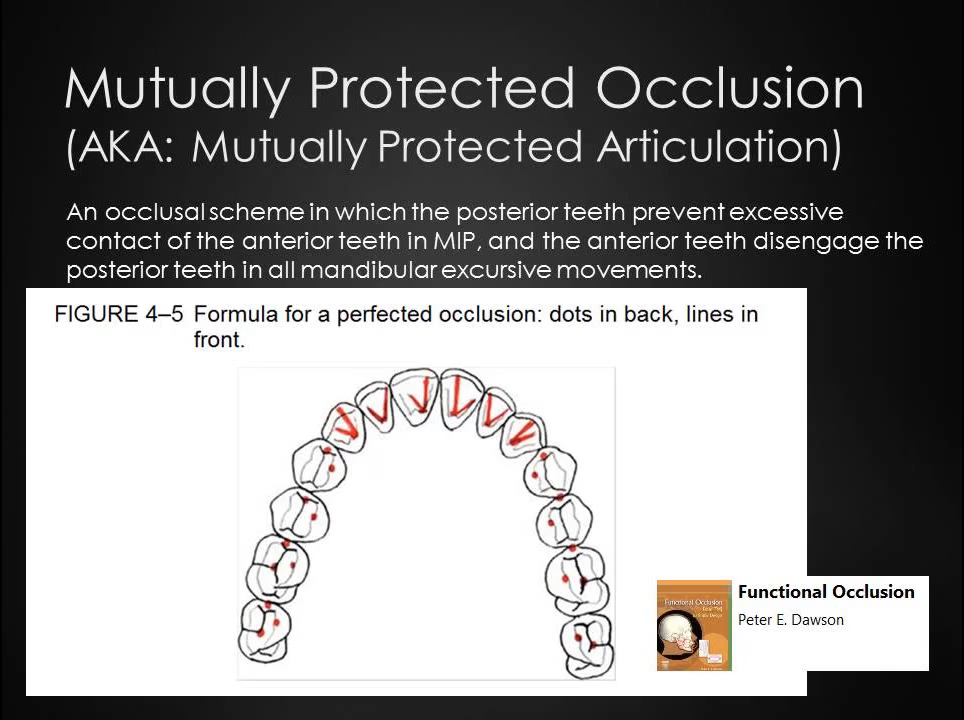 Mutually Protected Occlusion
(AKA: Mutually Protected Articulation)
An occlusal scheme in which the posterior teeth prevent excessive
contact of the anterior teeth in MIP, and the anterior teeth disengage the
posterior teeth in all mandibular excursive movements.
FIGURE 4–5 Formula for a perfected occlusion: dots in back, lines in
front.
Functional Occlusion
Functional Occlusion
Peter E. Dawson